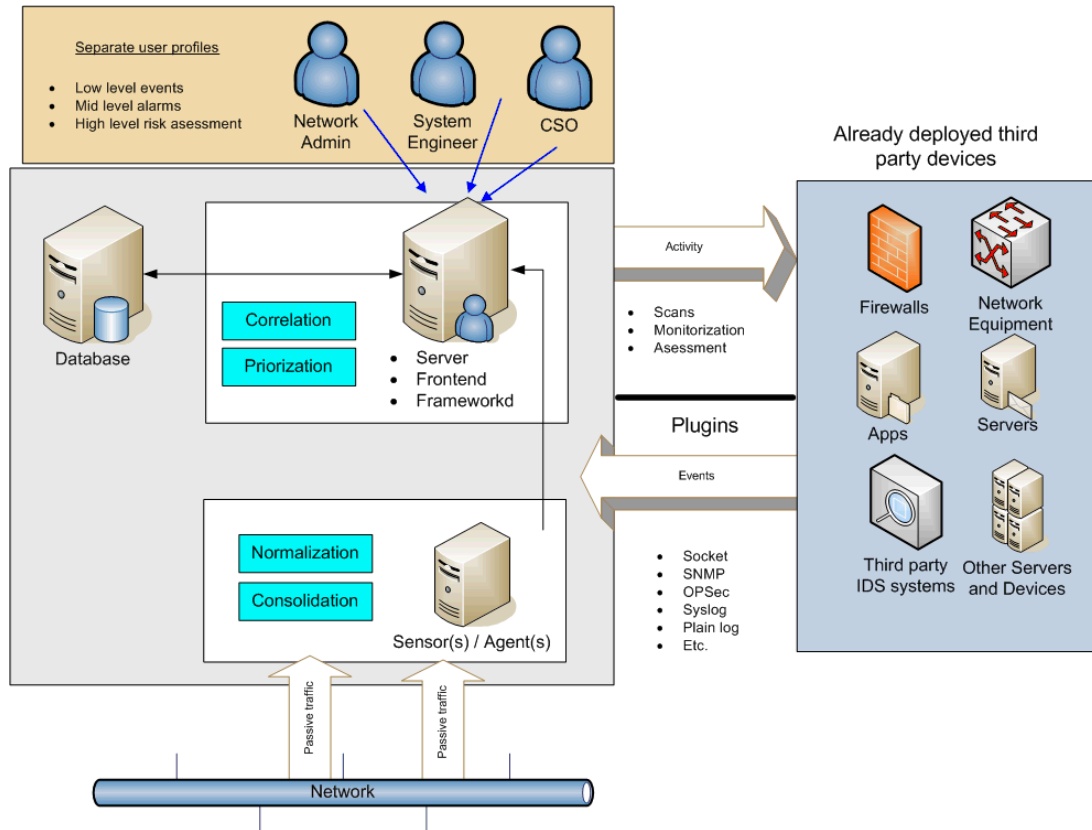 Separate user profiles
• Low level events
• Mid level alarms
• High level risk asessment
Network
Admin
System
Engineer
CSO
Already deployed third
party devices
Database
Correlation
Priorization
• Server
• Frontend
• Frameworkd
Activity
• Scans
• Monitorization
• Asessment
Plugins
Events
• Socket
• SNMP
• OPSec
• Syslog
• Plain log
• Etc.
Firewalls
Network
Equipment
Apps
Servers
Third party
IDS systems
Other Servers
and Devices
Normalization
Consolidation
Sensor(s) / Agent(s)
Passive traffic
Passive traffic
Network